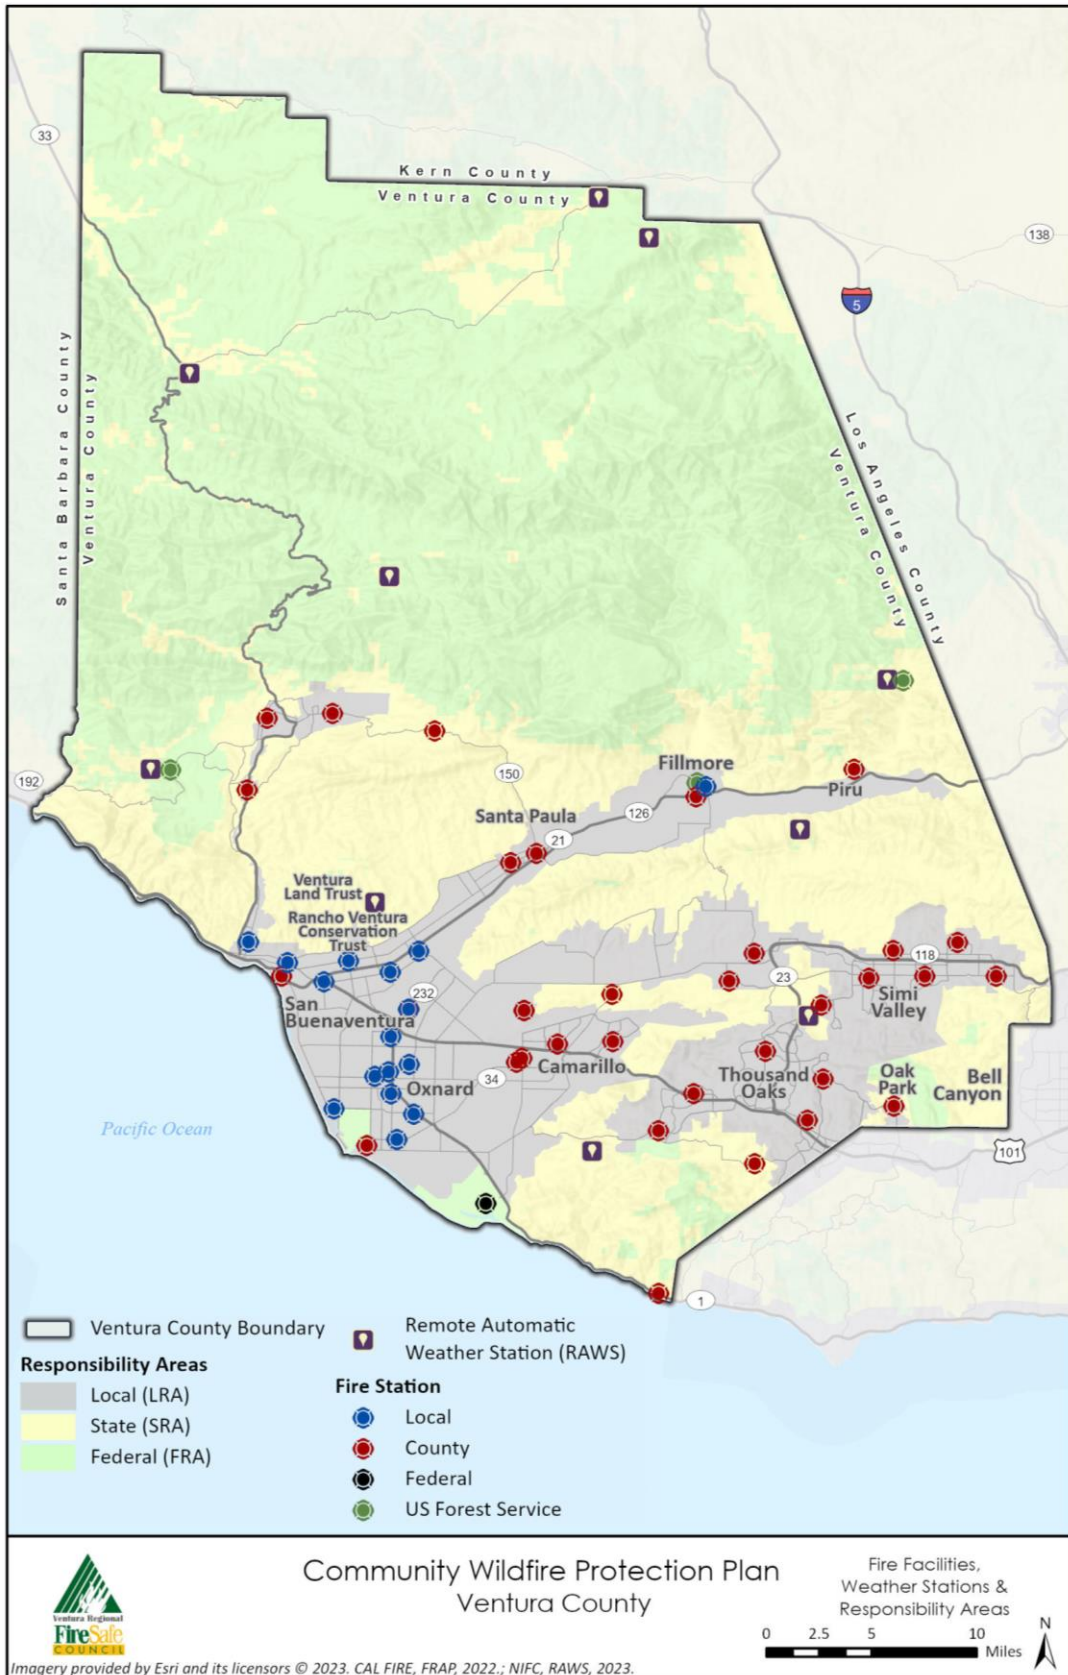 33
Kern County
Ventura County
138
5
Santa Barbara County
Ventura County
Los Angeles County
Ventura County
192
Fillmore
150
Piru
126
Santa Paula
21
Ventura
Land Trust
Rancho Ventura
Conservation
Trust
118
23
232
Simi
Valley
San
Buenaventura
Camarillo
34
Oxnard
Thousand
Oaks
Oak
Park
Bell
Canyon
Pacific Ocean
101
1
Ventura County Boundary
Responsibility Areas
Local (LRA)
State (SRA)
Federal (FRA)
Remote Automatic
Weather Station (RAWS)
Fire Station
Local
County
Federal
US Forest Service
Ventura Regional
FireSafe
COUNCIL
Community Wildfire Protection Plan
Ventura County
Fire Facilities,
Weather Stations &
Responsibility Areas
N
0 2.5 5 10
Miles
Imagery provided by Esri and its licensors © 2023. CAL FIRE, FRAP, 2022.; NIFC, RAWS, 2023.